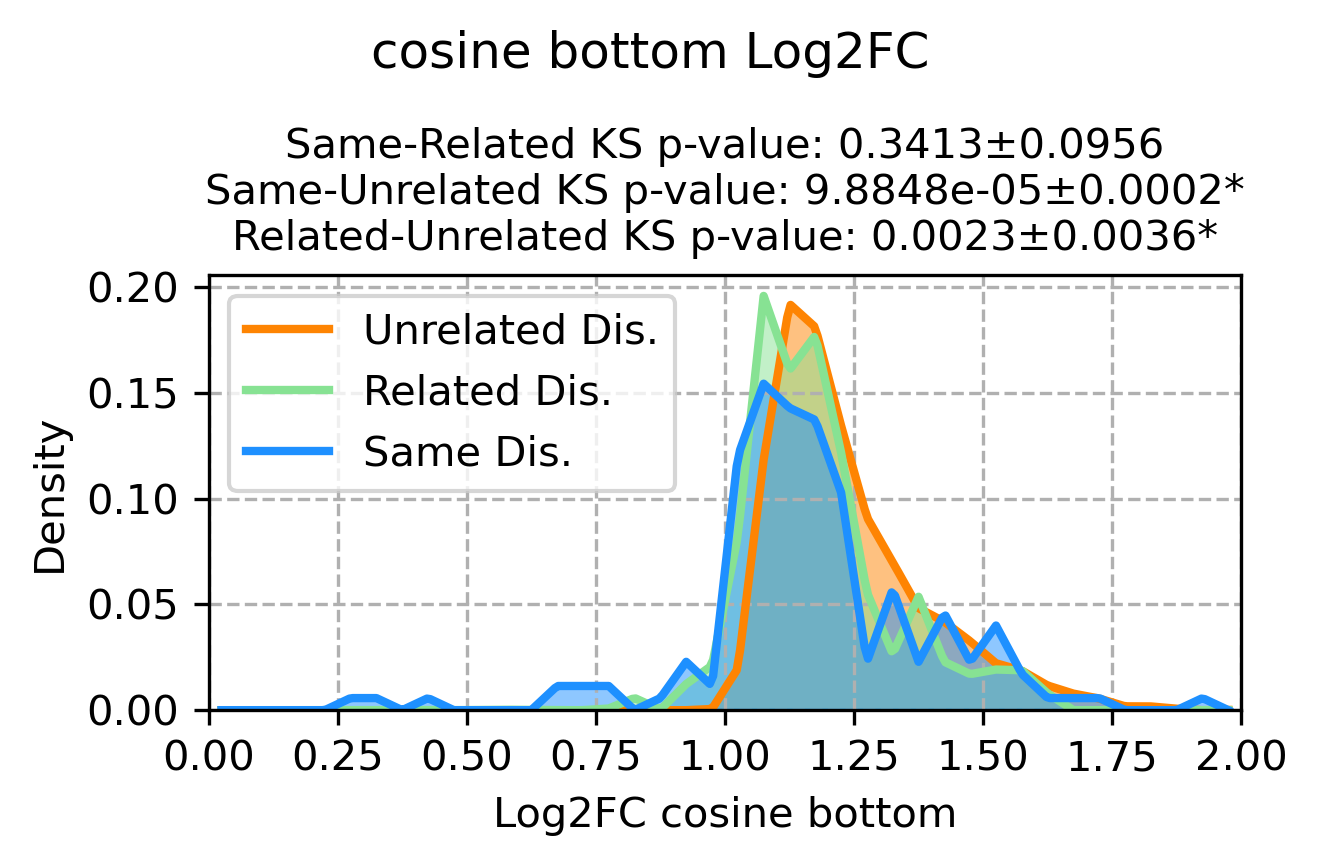 cosine bottom Log2FC
Same-Related KS p-value: 0.3413±0.0956
Same-Unrelated KS p-value: 9.8848e-05±0.0002*
Related-Unrelated KS p-value: 0.0023±0.0036*
0.20
0.15
0.10
0.05
0.00
Density
Unrelated Dis.
Related Dis.
Same Dis.
0.00 0.25 0.50 0.75 1.00 1.25 1.50 1.75 2.00
Log2FC cosine bottom